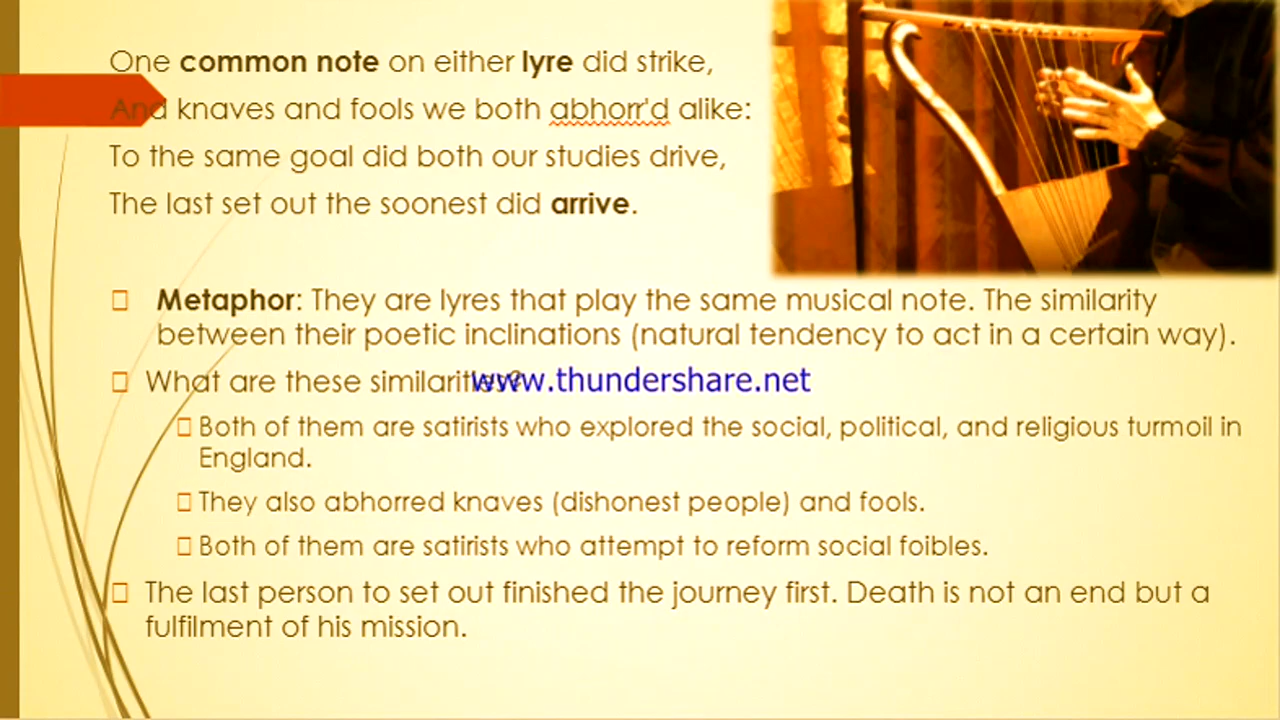 One common note on either lyre did strike,
And knaves and fools we both abhorr'd alike:
To the same goal did both our studies drive,
The last set out the soonest did arrive.
Metaphor: They are lyres that play the same musical note. The similarity
between their poetic inclinations (natural tendency to act in a certain way).
What are these similarities?
www.thundershare.net
Both of them are satirists who explored the social, political, and religious turmoil in
England.
They also abhorred knaves (dishonest people) and fools.
Both of them are satirists who attempt to reform social foibles.
The last person to set out finished the journey first. Death is not an end but a
fulfilment of his mission.